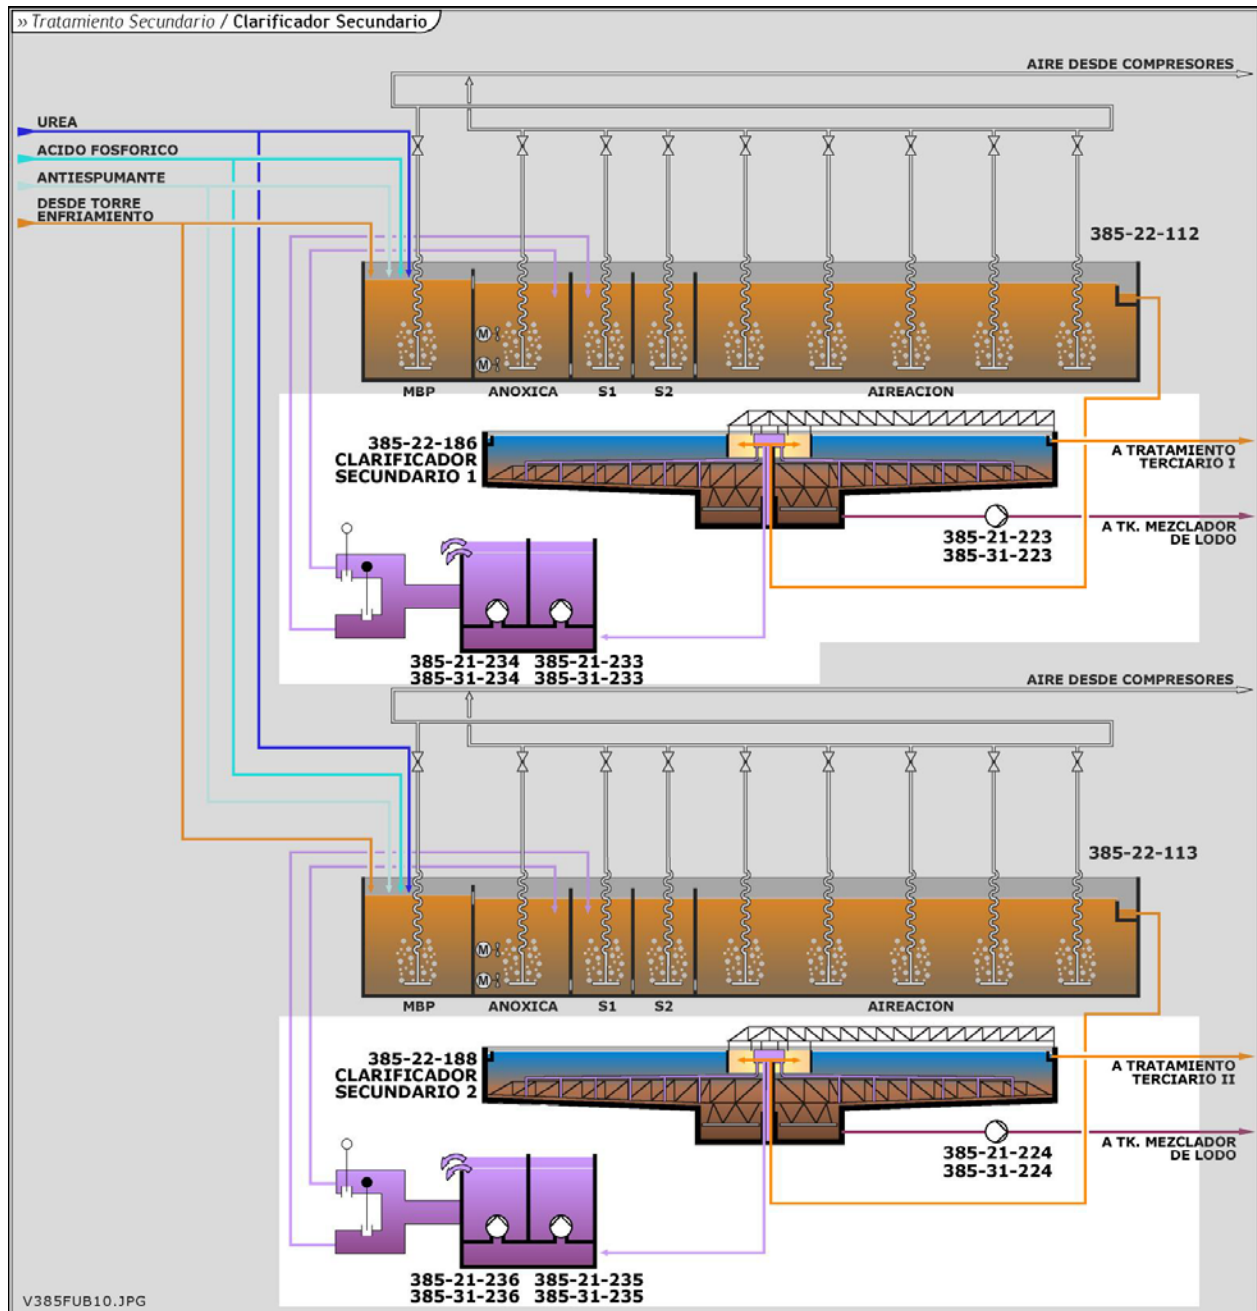 » Tratamiento Secundario / Clarificador Secundario
AIRE DESDE COMPRESORES
UREA
ACIDO FOSFORICO
ANTIESPUMANTE
DESDE TORRE
ENFRIAMIENTO
385-22-112
M
M
MBP
ANOXICA
S1
S2
AIREACION
385-22-186
CLARIFICADOR
SECUNDARIO 1
A TRATAMIENTO
TERCIARIO I
385-21-223
385-31-223
A TK. MEZCLADOR
DE LODO
385-21-234
385-31-234
385-21-233
385-31-233
AIRE DESDE COMPRESORES
385-22-113
M
M
MBP
ANOXICA
S1
S2
AIREACION
385-22-188
CLARIFICADOR
SECUNDARIO 2
A TRATAMIENTO
TERCIARIO II
385-21-224
385-31-224
A TK. MEZCLADOR
DE LODO
385-21-236
385-31-236
385-21-235
385-31-235
V385FUB10.JPG